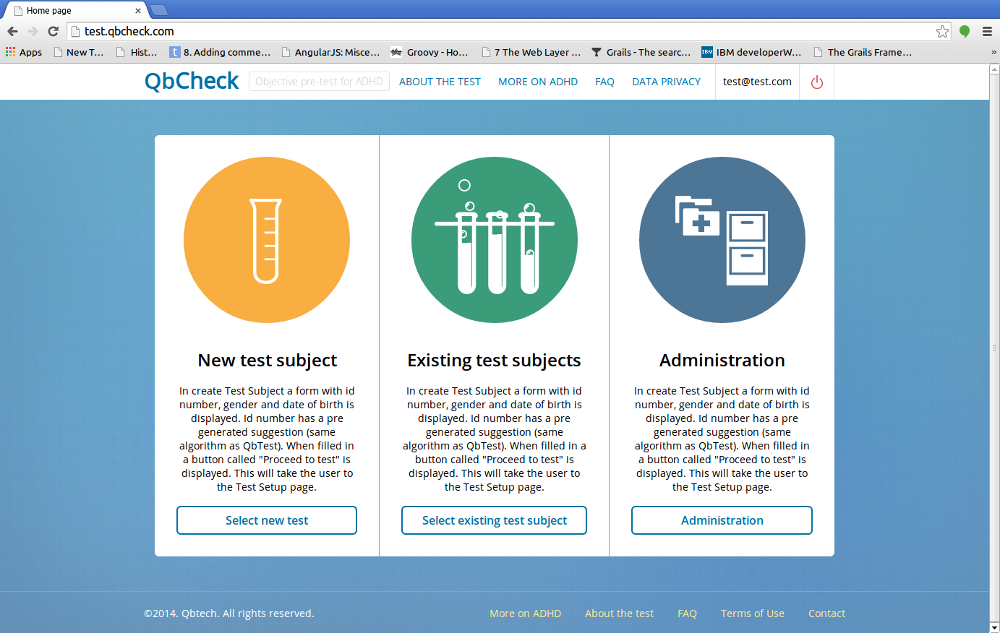 Home page
test.qbcheck.com
Apps New T... Hist... 8. Adding comme... AngularJS: Misce... Groovy - Ho... 7 The Web Layer ... Grails - The searc... IBM developerW... The Grails Frame... »
QbCheck Objective pre-test for ADHD ABOUT THE TEST MORE ON ADHD FAQ DATA PRIVACY test@test.com
New test subject
In create Test Subject a form with id
number, gender and date of birth is
displayed. Id number has a pre
generated suggestion (same
algorithm as QbTest). When filled in
a button called "Proceed to test" is
displayed. This will take the user to
the Test Setup page.
Select new test
Existing test subjects
In create Test Subject a form with id
number, gender and date of birth is
displayed. Id number has a pre
generated suggestion (same
algorithm as QbTest). When filled in a
button called "Proceed to test" is
displayed. This will take the user to
the Test Setup page.
Select existing test subject
Administration
In create Test Subject a form with id
number, gender and date of birth is
displayed. Id number has a pre
generated suggestion (same
algorithm as QbTest). When filled in
a button called "Proceed to test" is
displayed. This will take the user to
the Test Setup page.
Administration
©2014. Qbtech. All rights reserved. More on ADHD About the test FAQ Terms of Use Contact